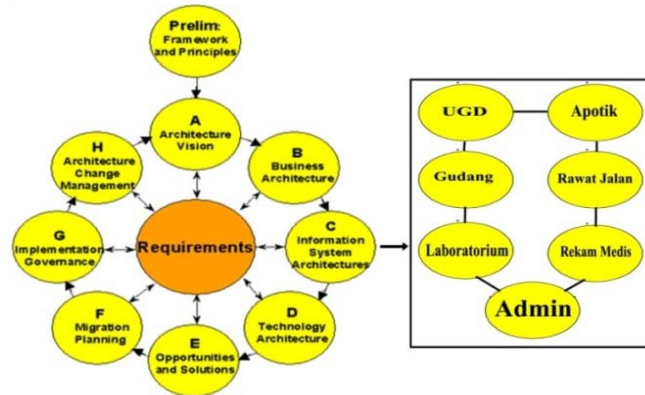 Prelim:
Framework
and Principles
A
Architecture
Vision
B
Business
Architecture
C
Information
System
Architectures
D
Technology
Architecture
E
Opportunities
and Solutions
F
Migration
Planning
G
Implementation
Governance
H
Architecture
Change
Management
Requirements
UGD
Apotik
Gudang
Rawat Jalan
Laboratorium
Rekam Medis
Admin